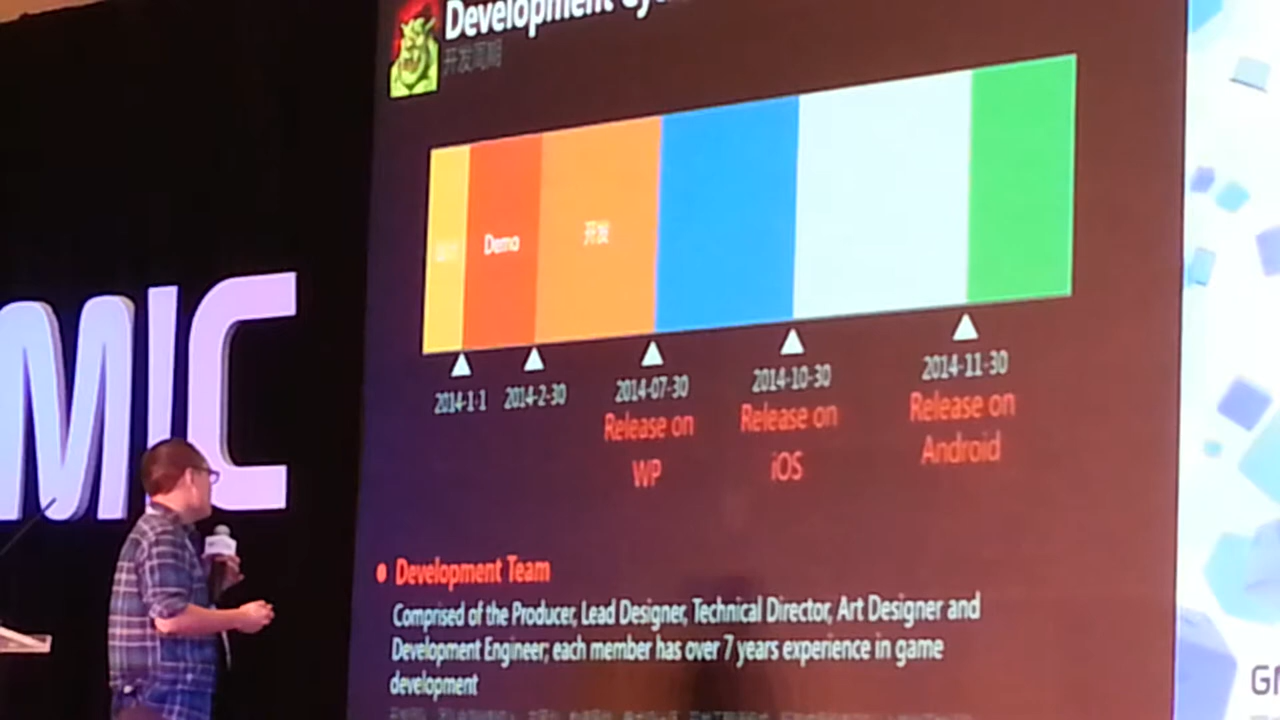 Development
开发周期
Demo
开发
2014-1-1
2014-2-30
2014-07-30
2014-10-30
2014-11-30
Release on
WP
Release on
iOS
Release on
Android
MIC
• Development Team
Comprised of the Producer, Lead Designer, Technical Director, Art Designer and
Development Engineer; each member has over 7 years experience in game
development